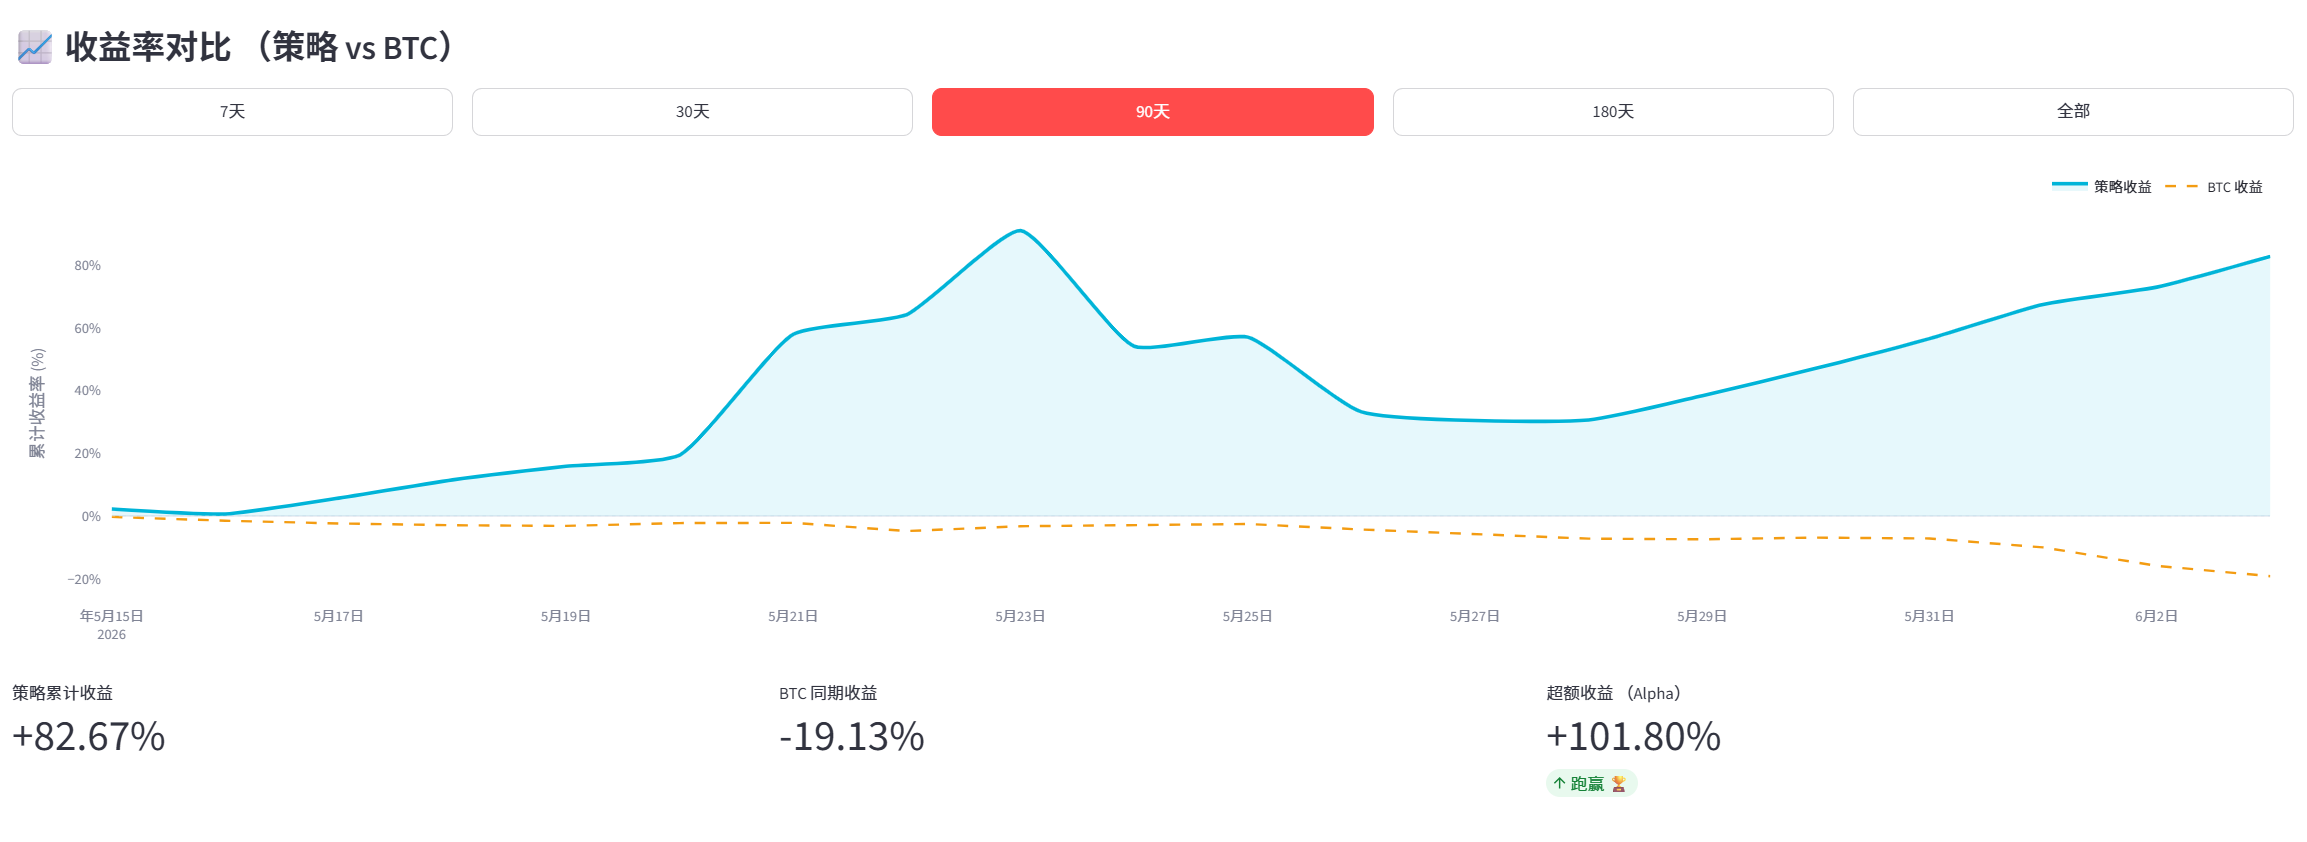 收益率对比 （策略 vs BTC）
7天
30天
90天
180天
全部
策略收益
BTC 收益
累计收益率 (%)
80%
60%
40%
20%
0%
−20%
年5月15日
2026
5月17日
5月19日
5月21日
5月23日
5月25日
5月27日
5月29日
5月31日
6月2日
策略累计收益
+82.67%
BTC 同期收益
-19.13%
超额收益 （Alpha）
+101.80%
↑ 跑赢 🏆